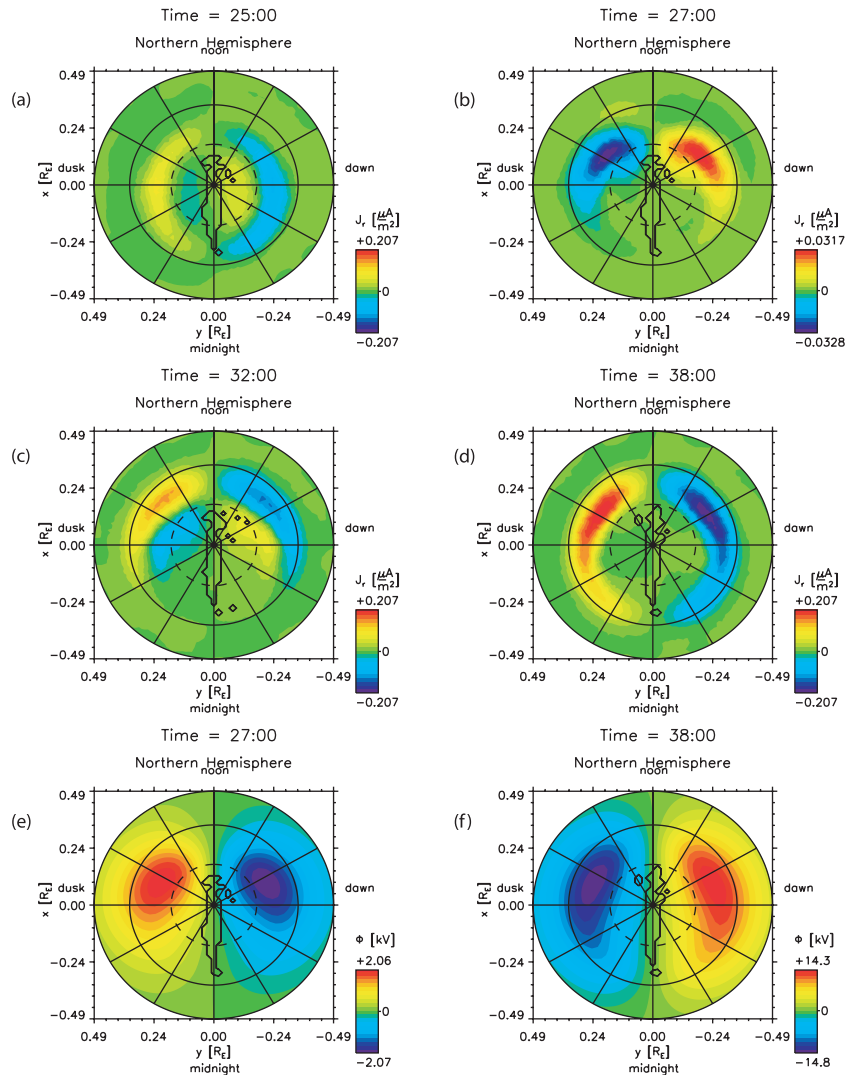 Time = 25:00
Northern Hemisphere
noon
(a)
0.49
0.24
0.00
-0.24
-0.49
x [R_E]
dusk
dawn
0.49 0.24 0.00 -0.24 -0.49
y [R_E]
midnight
J_r [μA/m2]
+0.207
0
-0.207
Time = 27:00
Northern Hemisphere
noon
(b)
0.49
0.24
0.00
-0.24
-0.49
x [R_E]
dusk
dawn
0.49 0.24 0.00 -0.24 -0.49
y [R_E]
midnight
J_r [μA/m2]
+0.0317
0
-0.0328
Time = 32:00
Northern Hemisphere
noon
(c)
0.49
0.24
0.00
-0.24
-0.49
x [R_E]
dusk
dawn
0.49 0.24 0.00 -0.24 -0.49
y [R_E]
midnight
J_r [μA/m2]
+0.207
0
-0.207
Time = 38:00
Northern Hemisphere
noon
(d)
0.49
0.24
0.00
-0.24
-0.49
x [R_E]
dusk
dawn
0.49 0.24 0.00 -0.24 -0.49
y [R_E]
midnight
J_r [μA/m2]
+0.207
0
-0.207
Time = 27:00
Northern Hemisphere
noon
(e)
0.49
0.24
0.00
-0.24
-0.49
x [R_E]
dusk
dawn
0.49 0.24 0.00 -0.24 -0.49
y [R_E]
midnight
Φ [kV]
+2.06
0
-2.07
Time = 38:00
Northern Hemisphere
noon
(f)
0.49
0.24
0.00
-0.24
-0.49
x [R_E]
dusk
dawn
0.49 0.24 0.00 -0.24 -0.49
y [R_E]
midnight
Φ [kV]
+14.3
0
-14.8